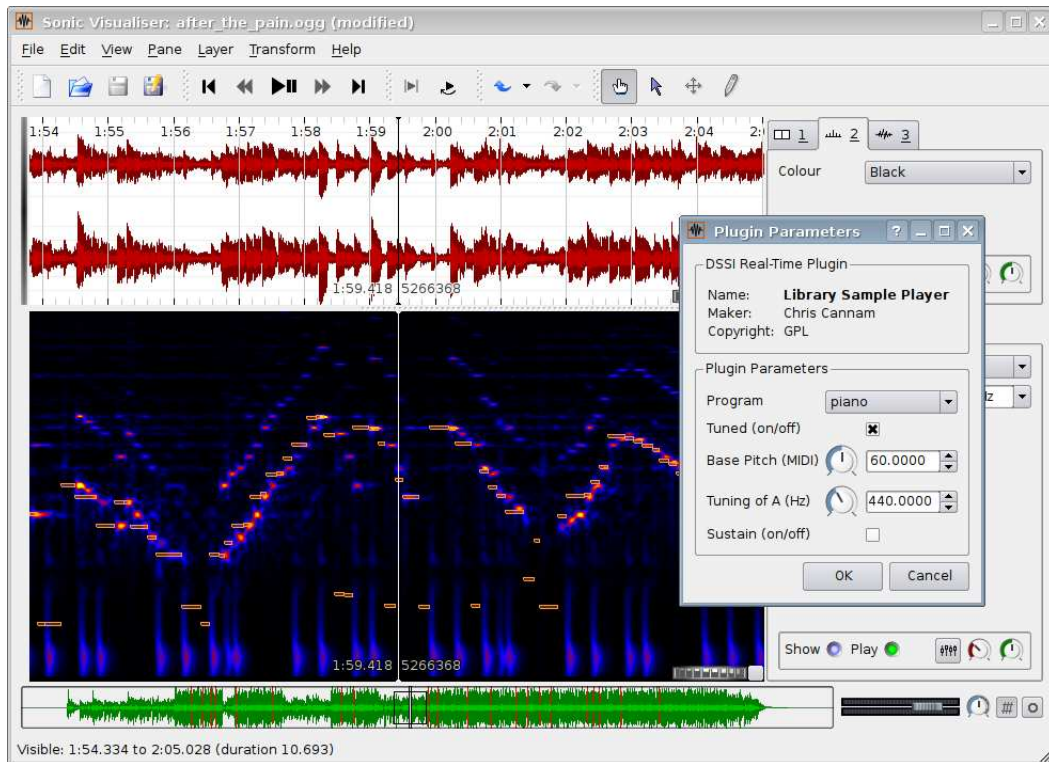 Sonic Visualiser: after_the_pain.ogg (modified)
File Edit View Pane Layer Transform Help
1:54 1:55 1:56 1:57 1:58 1:59 2:00 2:01 2:02 2:03 2:04
1 2 3
Colour Black
1:59.418 5266368
Plugin Parameters
DSSI Real-Time Plugin
Name: Library Sample Player
Maker: Chris Cannam
Copyright: GPL
Plugin Parameters
Program piano
Tuned (on/off)
Base Pitch (MIDI) 60.0000
Tuning of A (Hz) 440.0000
Sustain (on/off)
OK Cancel
1:59.418 5266368
Show Play
Visible: 1:54.334 to 2:05.028 (duration 10.693)